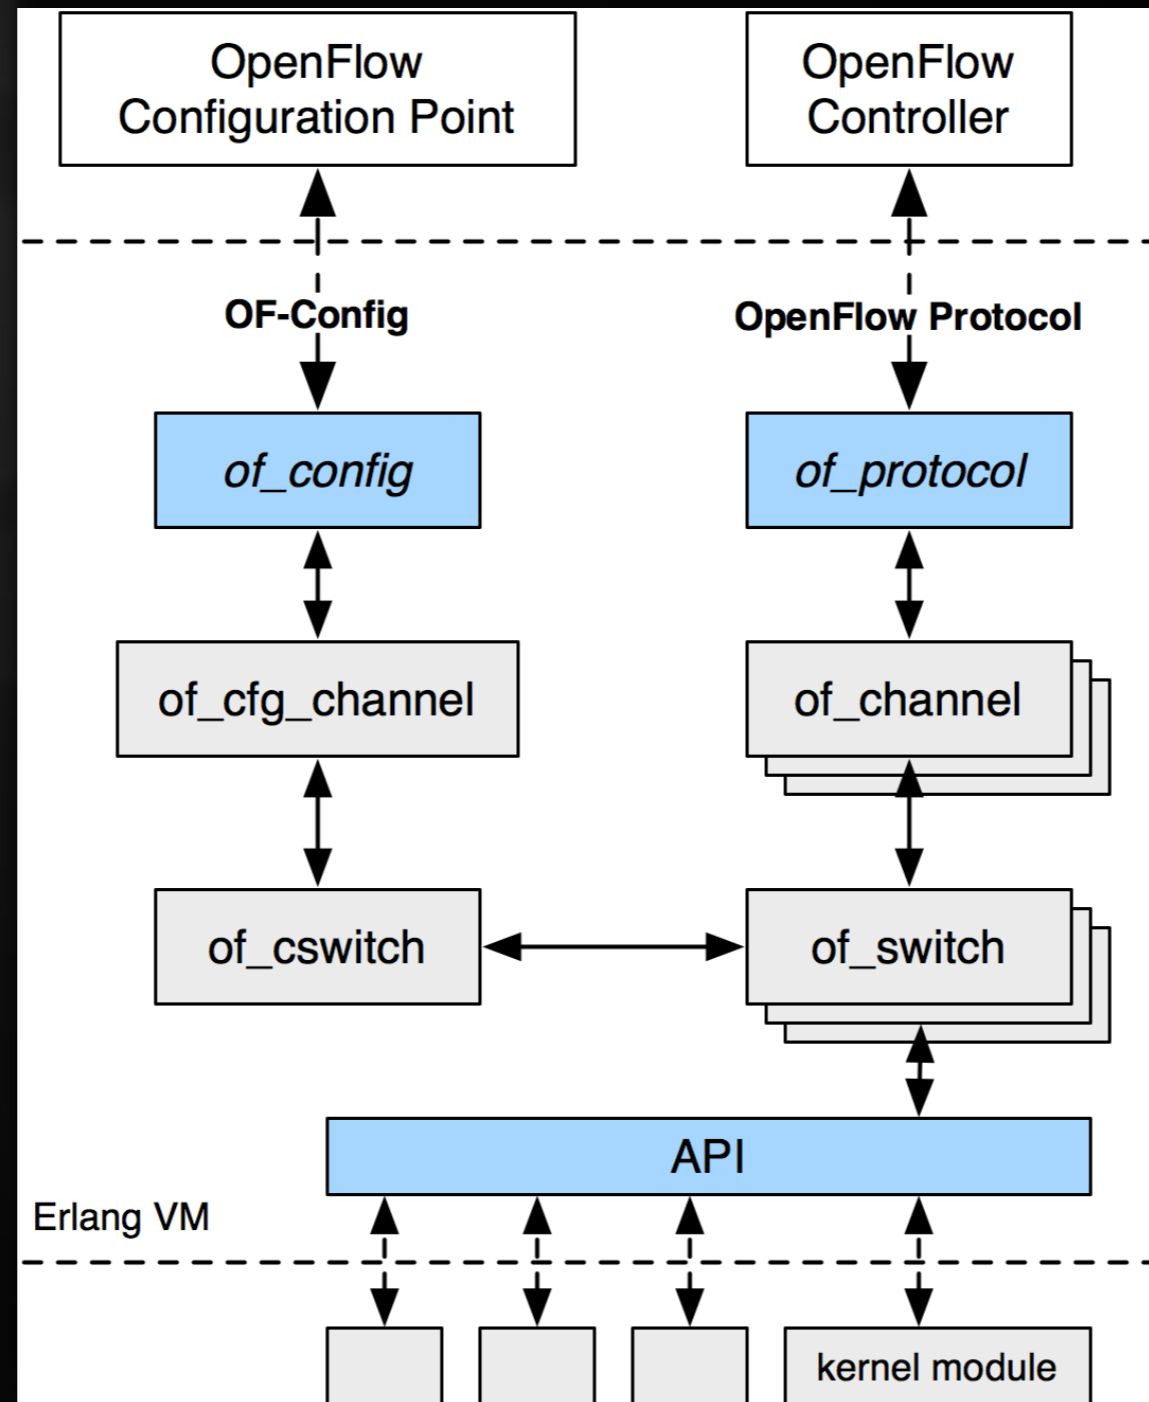 OpenFlow
Configuration Point
OpenFlow
Controller
OF-Config
OpenFlow Protocol
of_config
of_protocol
of_cfg_channel
of_channel
of_cswitch
of_switch
API
Erlang VM
kernel module